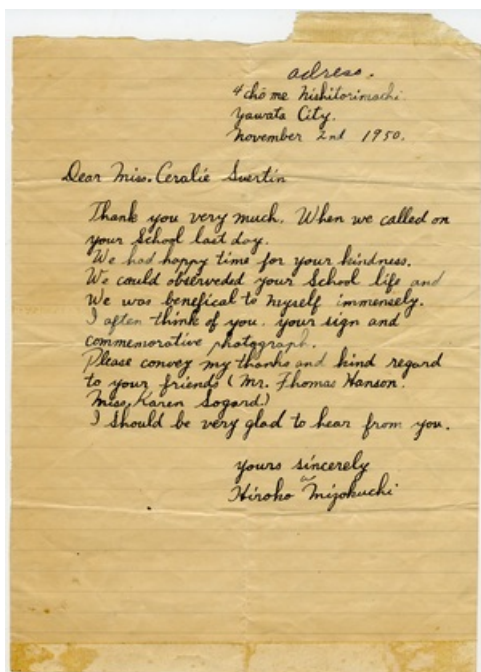 adress.
4 chōme Nishitorimachi
Yawata City.
November 2nd 1950.
Dear Miss. Ceralie Suertin
Thank you very much. When we called on
your School last day.
We had happy time for your kindness.
We could observeded your School life and
We was benefical to myself immensely.
I often think of you. your sign and
commemorative photgraph.
Please convey my thanks and kind regard
to your friends (Mr. Thomas Hanson.
Miss, Karen Sogard.)
I should be very glad to hear from you.
yours sincerely
Hiroko Mizokuchi